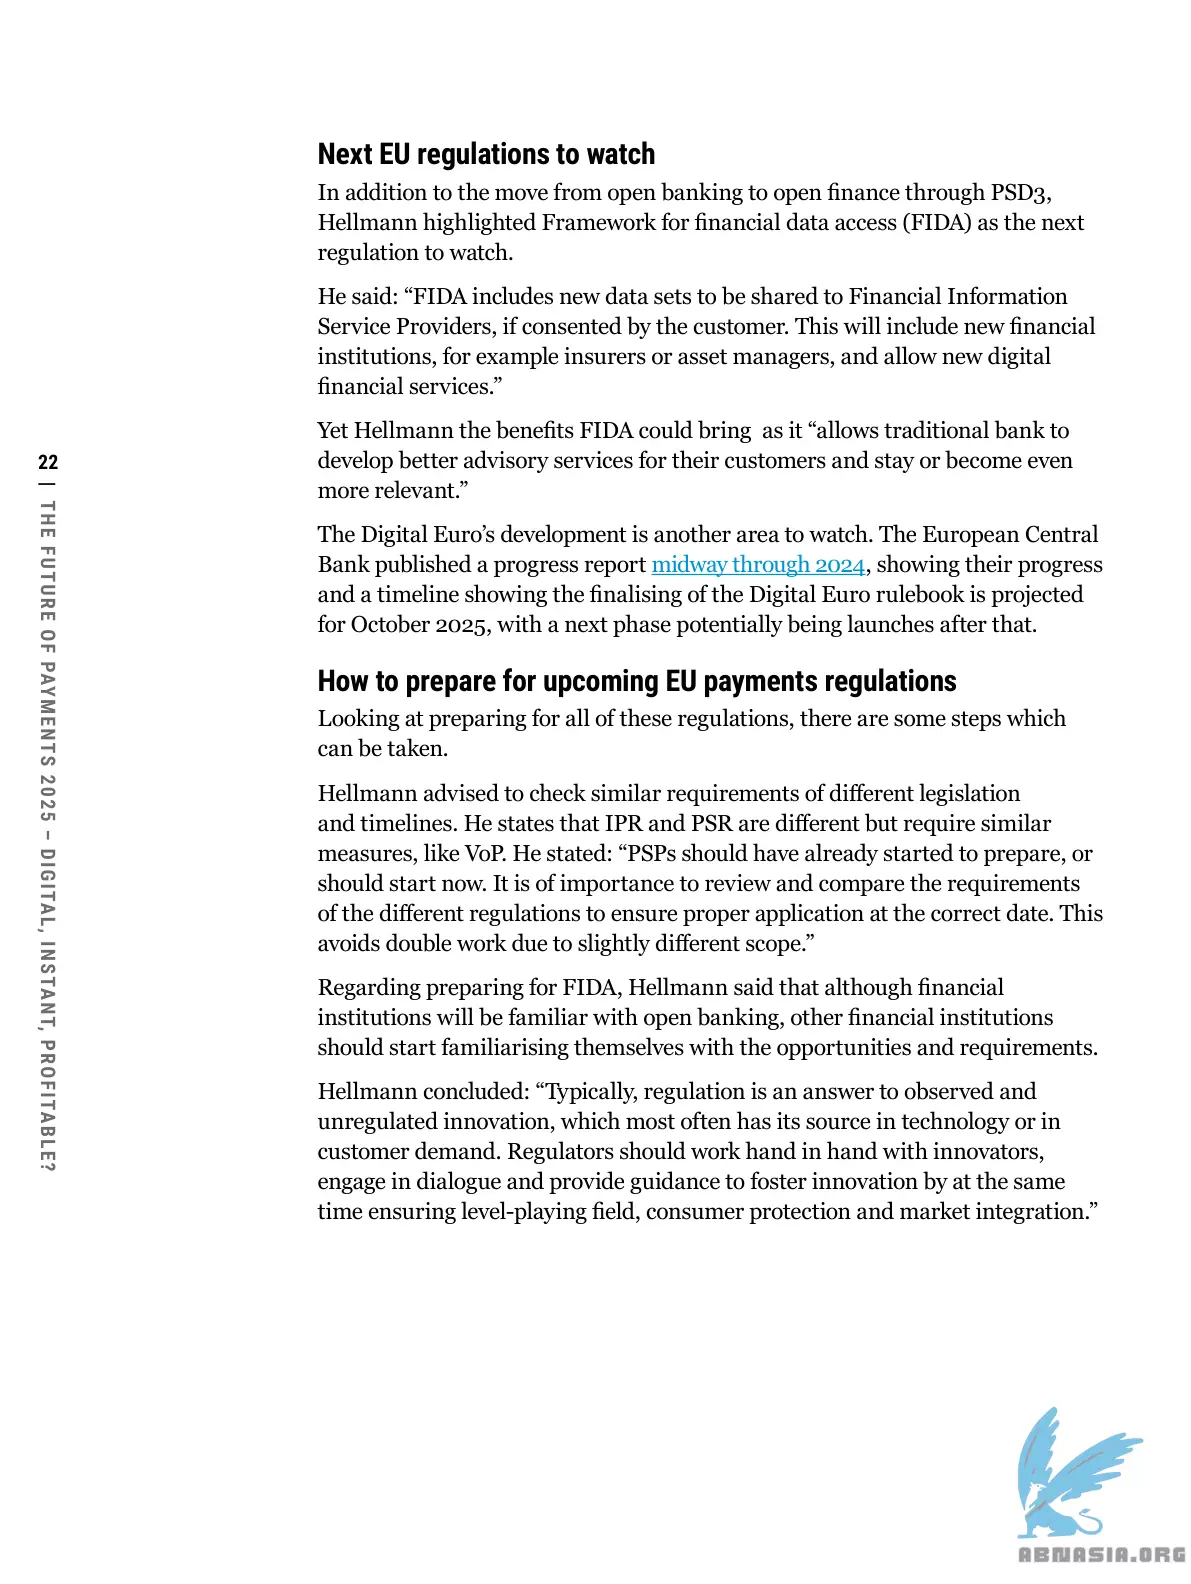 Next EU regulations to watch
In addition to the move from open banking to open finance through PSD3,
Hellmann highlighted Framework for financial data access (FIDA) as the next
regulation to watch.
He said: “FIDA includes new data sets to be shared to Financial Information
Service Providers, if consented by the customer. This will include new financial
institutions, for example insurers or asset managers, and allow new digital
financial services.”
Yet Hellmann the benefits FIDA could bring  as it “allows traditional bank to
develop better advisory services for their customers and stay or become even
more relevant.”
The Digital Euro’s development is another area to watch. The European Central
Bank published a progress report midway through 2024, showing their progress
and a timeline showing the finalising of the Digital Euro rulebook is projected
for October 2025, with a next phase potentially being launches after that.
How to prepare for upcoming EU payments regulations
Looking at preparing for all of these regulations, there are some steps which
can be taken.
Hellmann advised to check similar requirements of different legislation
and timelines. He states that IPR and PSR are different but require similar
measures, like VoP. He stated: “PSPs should have already started to prepare, or
should start now. It is of importance to review and compare the requirements
of the different regulations to ensure proper application at the correct date. This
avoids double work due to slightly different scope.”
Regarding preparing for FIDA, Hellmann said that although financial
institutions will be familiar with open banking, other financial institutions
should start familiarising themselves with the opportunities and requirements.
Hellmann concluded: “Typically, regulation is an answer to observed and
unregulated innovation, which most often has its source in technology or in
customer demand. Regulators should work hand in hand with innovators,
engage in dialogue and provide guidance to foster innovation by at the same
time ensuring level-playing field, consumer protection and market integration.”
22 | THE FUTURE OF PAYMENTS 2025 – DIGITAL, INSTANT, PROFITABLE?
ABNASIA.ORG